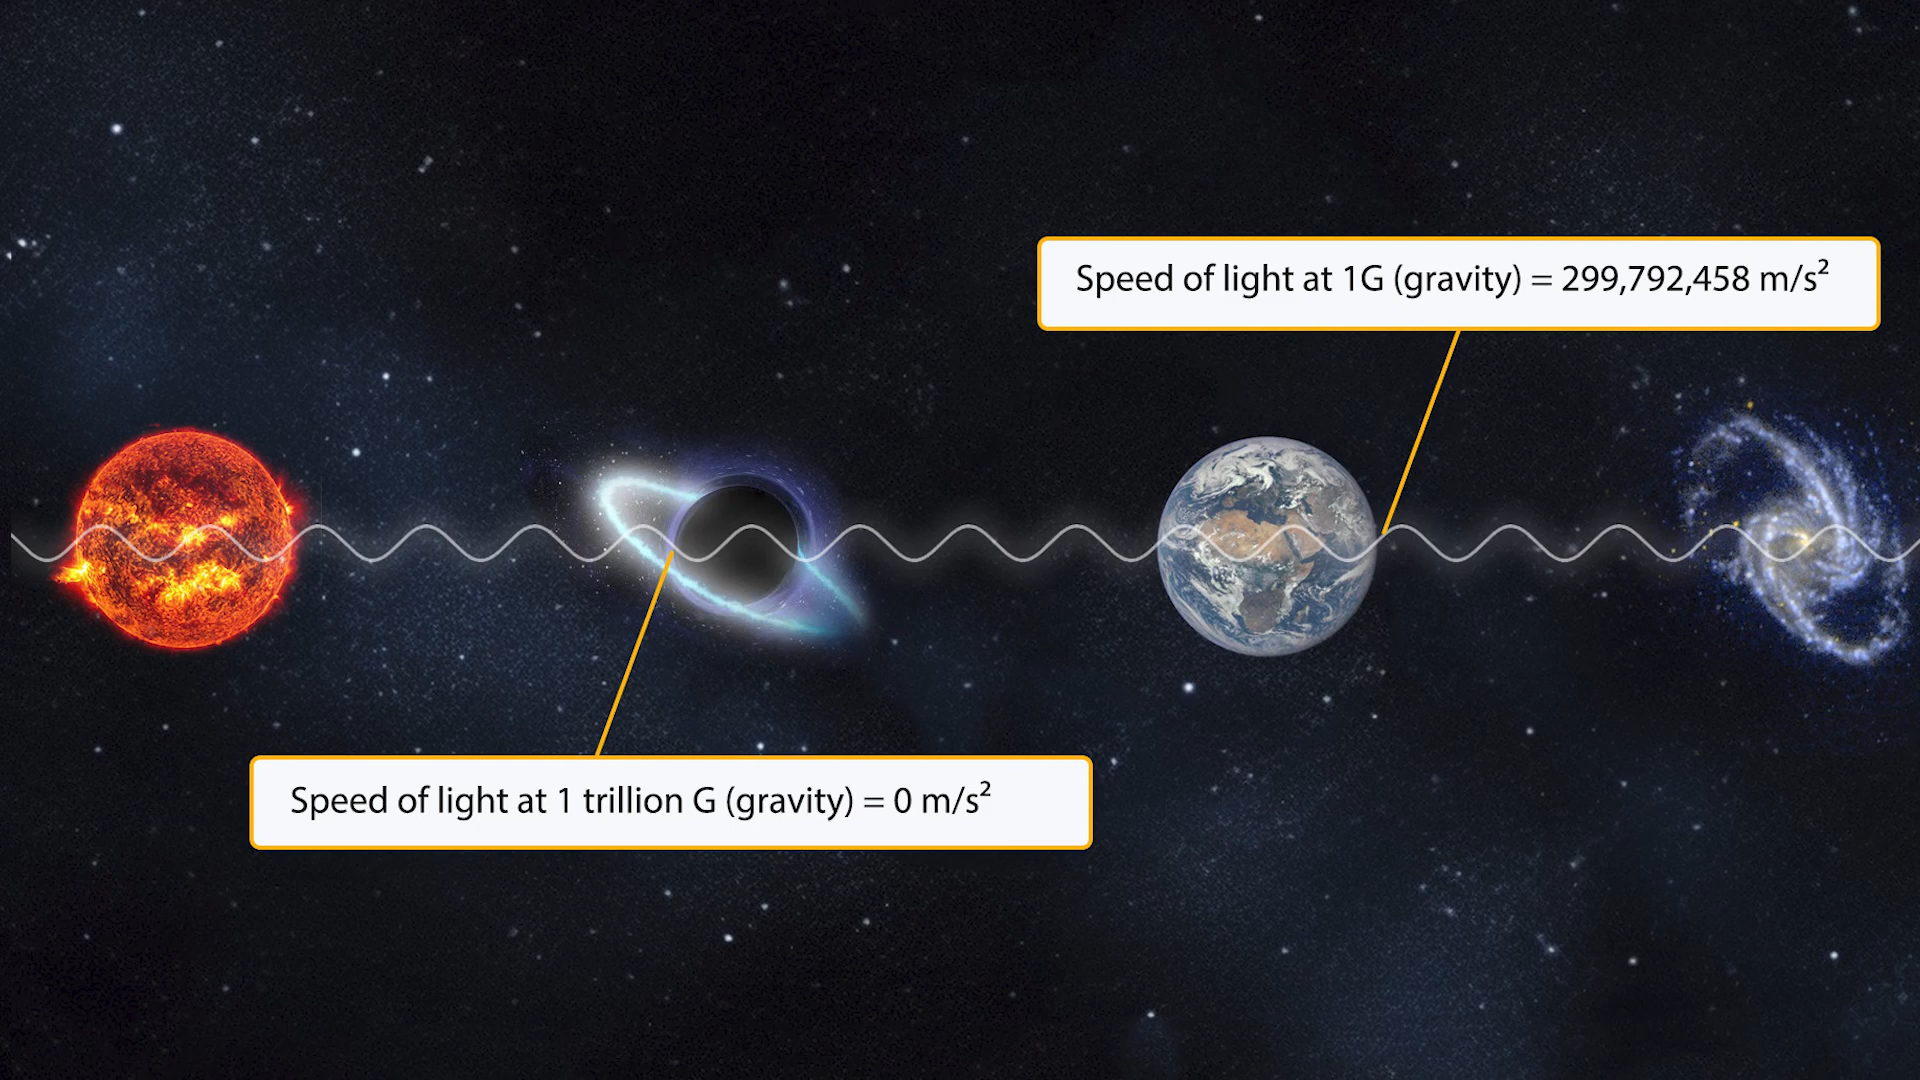 Speed of light at 1G (gravity) = 299,792,458 m/s²
Speed of light at 1 trillion G (gravity) = 0 m/s²